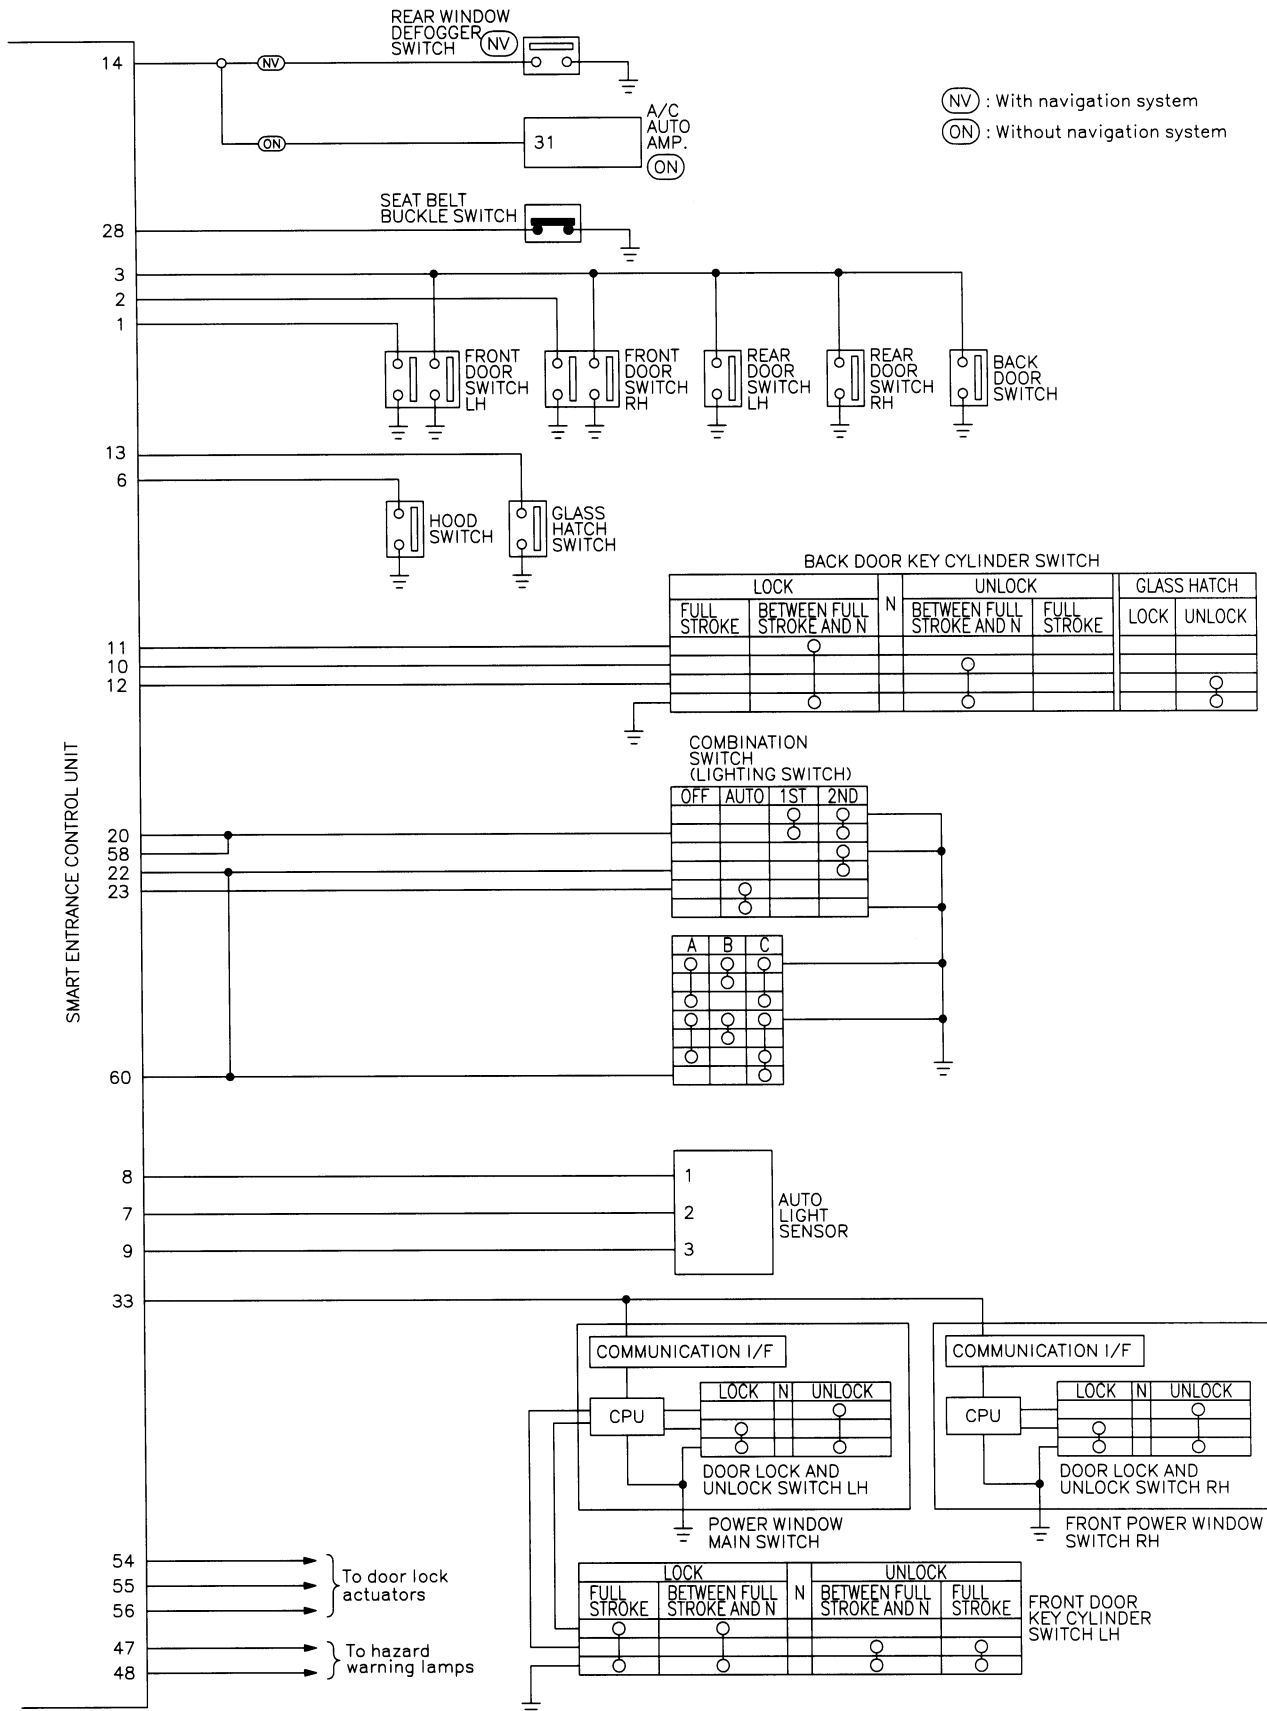 REAR WINDOW
DEFOGGER
SWITCH
NV
14
NV
NV : With navigation system
ON : Without navigation system
A/C
AUTO
AMP.
ON
31
ON
SEAT BELT
BUCKLE SWITCH
28
3
2
1
FRONT
DOOR
SWITCH
LH
FRONT
DOOR
SWITCH
RH
REAR
DOOR
SWITCH
LH
REAR
DOOR
SWITCH
RH
BACK
DOOR
SWITCH
13
6
HOOD
SWITCH
GLASS
HATCH
SWITCH
BACK DOOR KEY CYLINDER SWITCH
LOCK N UNLOCK GLASS HATCH
FULL STROKE BETWEEN FULL STROKE AND N BETWEEN FULL STROKE AND N FULL STROKE LOCK UNLOCK
11
10
12
SMART ENTRANCE CONTROL UNIT
COMBINATION
SWITCH
(LIGHTING SWITCH)
OFF AUTO 1ST 2ND
20
58
22
23
A B C
60
8
7
9
1
2
3
AUTO
LIGHT
SENSOR
33
COMMUNICATION I/F
CPU
LOCK N UNLOCK
DOOR LOCK AND
UNLOCK SWITCH LH
POWER WINDOW
MAIN SWITCH
COMMUNICATION I/F
CPU
LOCK N UNLOCK
DOOR LOCK AND
UNLOCK SWITCH RH
FRONT POWER WINDOW
SWITCH RH
54
55
56
To door lock
actuators
47
48
To hazard
warning lamps
LOCK N UNLOCK
FULL STROKE BETWEEN FULL STROKE AND N BETWEEN FULL STROKE AND N FULL STROKE
FRONT DOOR
KEY CYLINDER
SWITCH LH